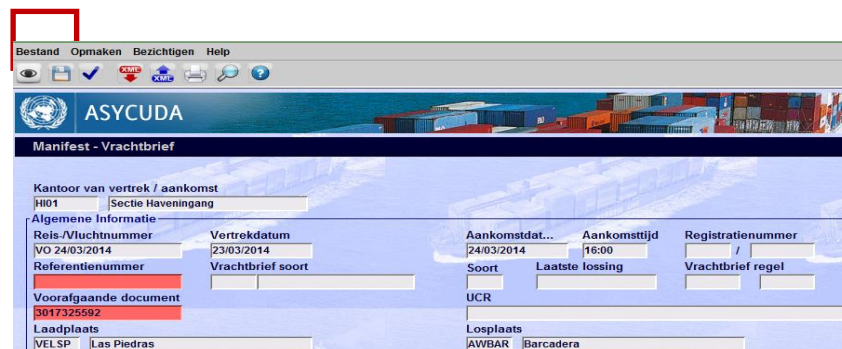 Bestand Opmaken Bezichtigen Help
XML XML
ASYCUDA
Manifest - Vrachtbrief
Kantoor van vertrek / aankomst
HI01 Sectie Haveningang
Algemene Informatie
Reis-/Vluchtnummer Vertrekdatum Aankomstdat... Aankomsttijd Registratienummer
VO 24/03/2014 23/03/2014 24/03/2014 16:00 /
Referentienummer Vrachtbrief soort Soort Laatste lossing Vrachtbrief regel
Voorafgaande document UCR
3017325592
Laadplaats Losplaats
VELSP Las Piedras AWBAR Barcadera